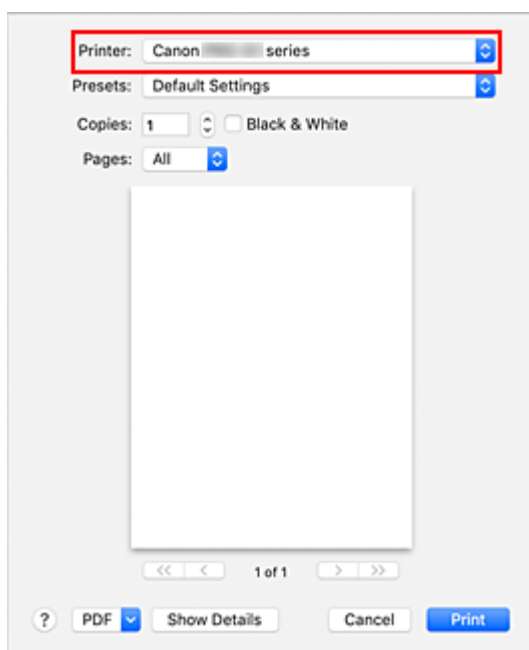 Printer: Canon series
Presets: Default Settings
Copies: 1 Black & White
Pages: All
<< < 1 of 1 > >>
? PDF Show Details Cancel Print